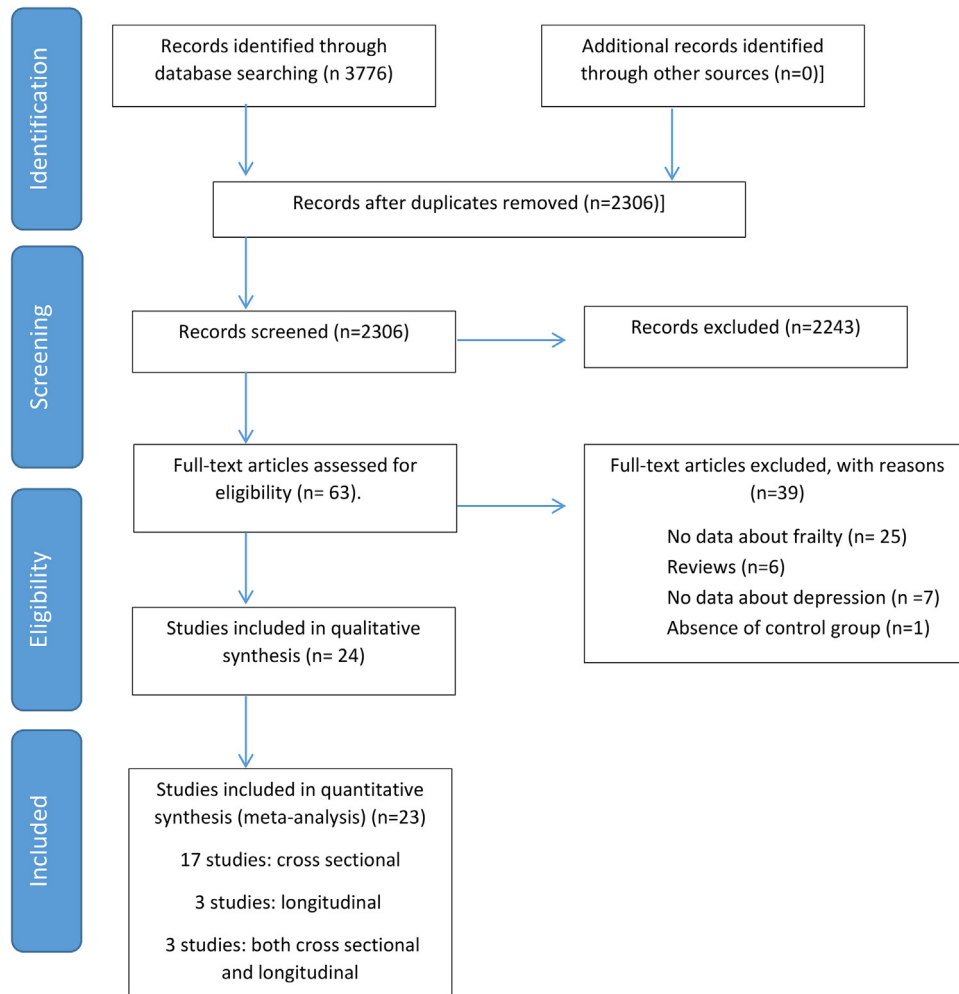 Identification
Records identified through
database searching (n 3776)
Additional records identified
through other sources (n=0)]
Records after duplicates removed (n=2306)]
Screening
Records screened (n=2306)
Records excluded (n=2243)
Eligibility
Full-text articles assessed for
eligibility (n= 63).
Full-text articles excluded, with reasons
(n=39)
No data about frailty (n= 25)
Reviews (n=6)
No data about depression (n =7)
Absence of control group (n=1)
Studies included in qualitative
synthesis (n= 24)
Included
Studies included in quantitative
synthesis (meta-analysis) (n=23)
17 studies: cross sectional
3 studies: longitudinal
3 studies: both cross sectional
and longitudinal